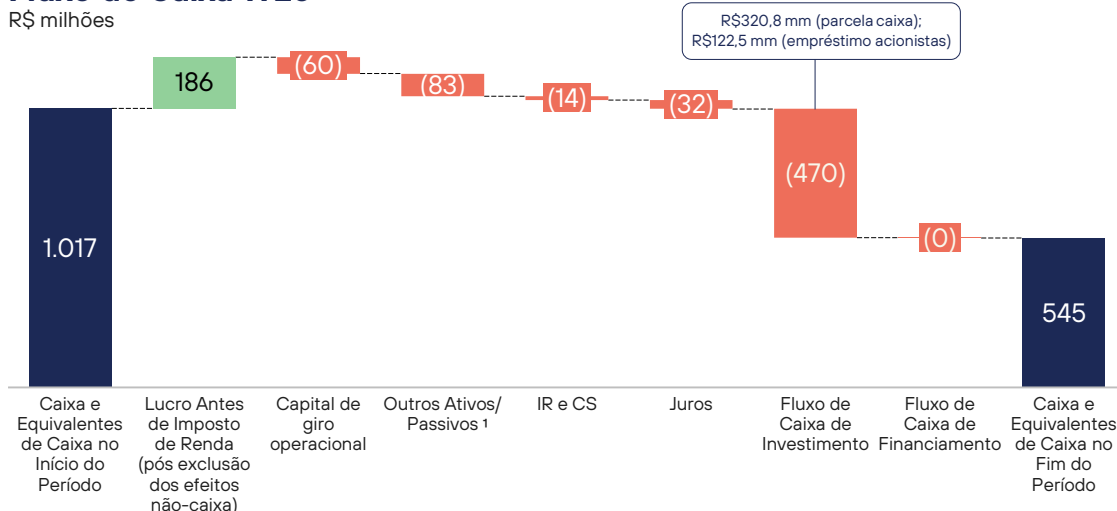 R$ milhões
R$320,8 mm (parcela caixa);
R$122,5 mm (empréstimo acionistas)
1.017
186
(60)
(83)
(14)
(32)
(470)
(0)
545
Caixa e
Equivalentes
de Caixa no
Início do
Período
Lucro Antes
de Imposto
de Renda
(pós exclusão
dos efeitos
não-caixa)
Capital de
giro
operacional
Outros Ativos/
Passivos ¹
IR e CS
Juros
Fluxo de
Caixa de
Investimento
Fluxo de
Caixa de
Financiamento
Caixa e
Equivalentes
de Caixa no
Fim do
Período